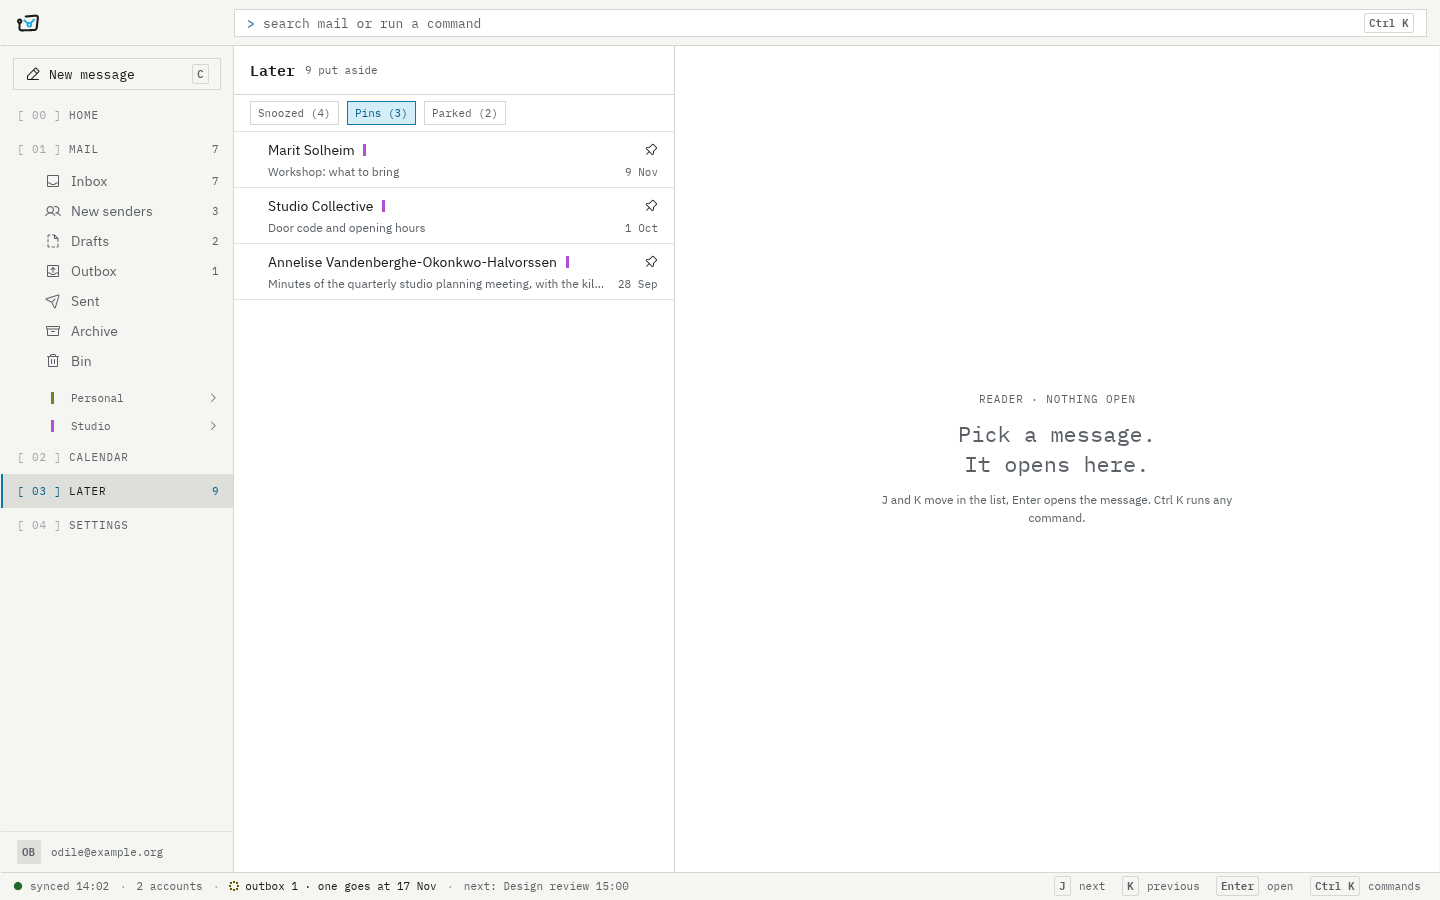 > search mail or run a command Ctrl K
New message C
[ 00 ] HOME
[ 01 ] MAIL 7
Inbox 7
New senders 3
Drafts 2
Outbox 1
Sent
Archive
Bin
Personal
Studio
[ 02 ] CALENDAR
[ 03 ] LATER 9
[ 04 ] SETTINGS
OB odile@example.org
Later 9 put aside
Snoozed (4) Pins (3) Parked (2)
Marit Solheim
Workshop: what to bring 9 Nov
Studio Collective
Door code and opening hours 1 Oct
Annelise Vandenberghe-Okonkwo-Halvorssen
Minutes of the quarterly studio planning meeting, with the kil... 28 Sep
READER · NOTHING OPEN
Pick a message.
It opens here.
J and K move in the list, Enter opens the message. Ctrl K runs any
command.
synced 14:02 · 2 accounts · outbox 1 · one goes at 17 Nov · next: Design review 15:00 J next K previous Enter open Ctrl K commands